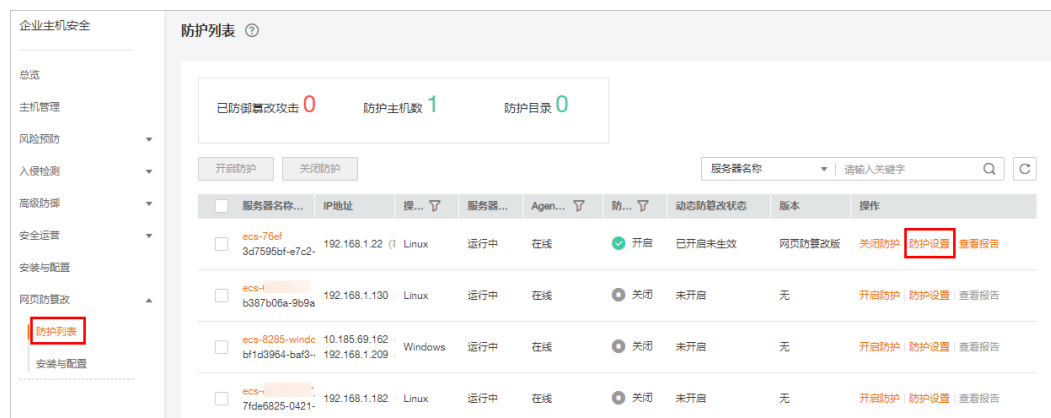 企业主机安全
防护列表
总览
主机管理
风险预防
入侵检测
高级防御
安全运营
安装与配置
网页防篡改
防护列表
安装与配置
已防御篡改攻击 0 防护主机数 1 防护目录 0
开启防护 关闭防护 服务器名称 请输入关键字
服务器名称... IP地址 操... 服务器... Agen... 防... 动态防篡改状态 版本 操作
ecs-76ef
3d7595bf-e7c2- 192.168.1.22 Linux 运行中 在线 开启 已开启未生效 网页防篡改版 关闭防护 防护设置 查看报告
ecs-
b387b06a-9b9a 192.168.1.130 Linux 运行中 在线 关闭 未开启 无 开启防护 防护设置 查看报告
ecs-8285-windo 10.185.69.162
bf1d3964-baf3- 192.168.1.209 Windows 运行中 在线 关闭 未开启 无 开启防护 防护设置 查看报告
ecs-
7fde6825-0421- 192.168.1.182 Linux 运行中 在线 关闭 未开启 无 开启防护 防护设置 查看报告